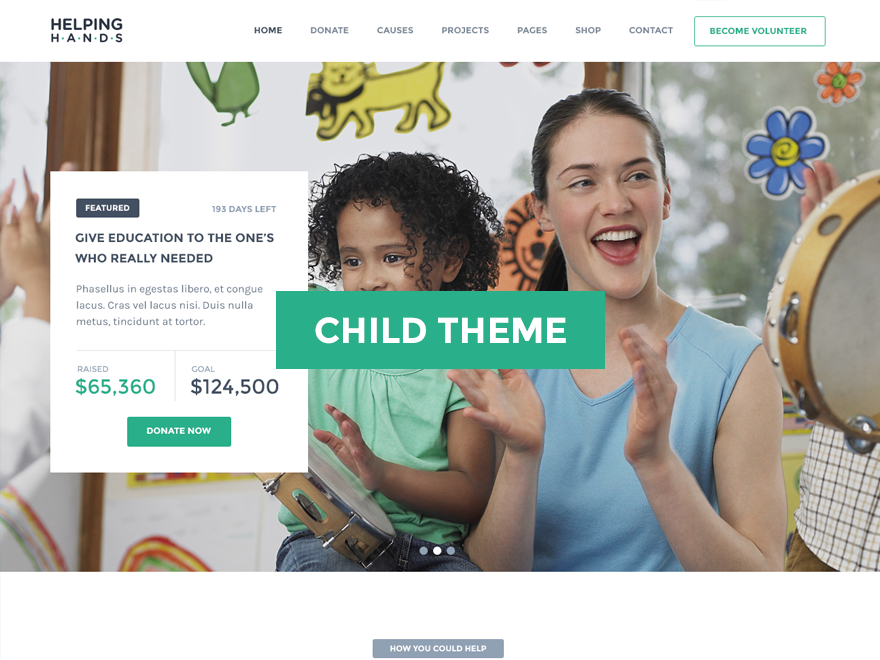 HELPING
H·A·N·D·S
HOME DONATE CAUSES PROJECTS PAGES SHOP CONTACT BECOME VOLUNTEER
FEATURED 193 DAYS LEFT
GIVE EDUCATION TO THE ONE'S
WHO REALLY NEEDED
Phasellus in egestas libero, et congue
lacus. Cras vel lacus nisi. Duis nulla
metus, tincidunt at tortor.
CHILD THEME
RAISED GOAL
$65,360 $124,500
DONATE NOW
HOW YOU COULD HELP